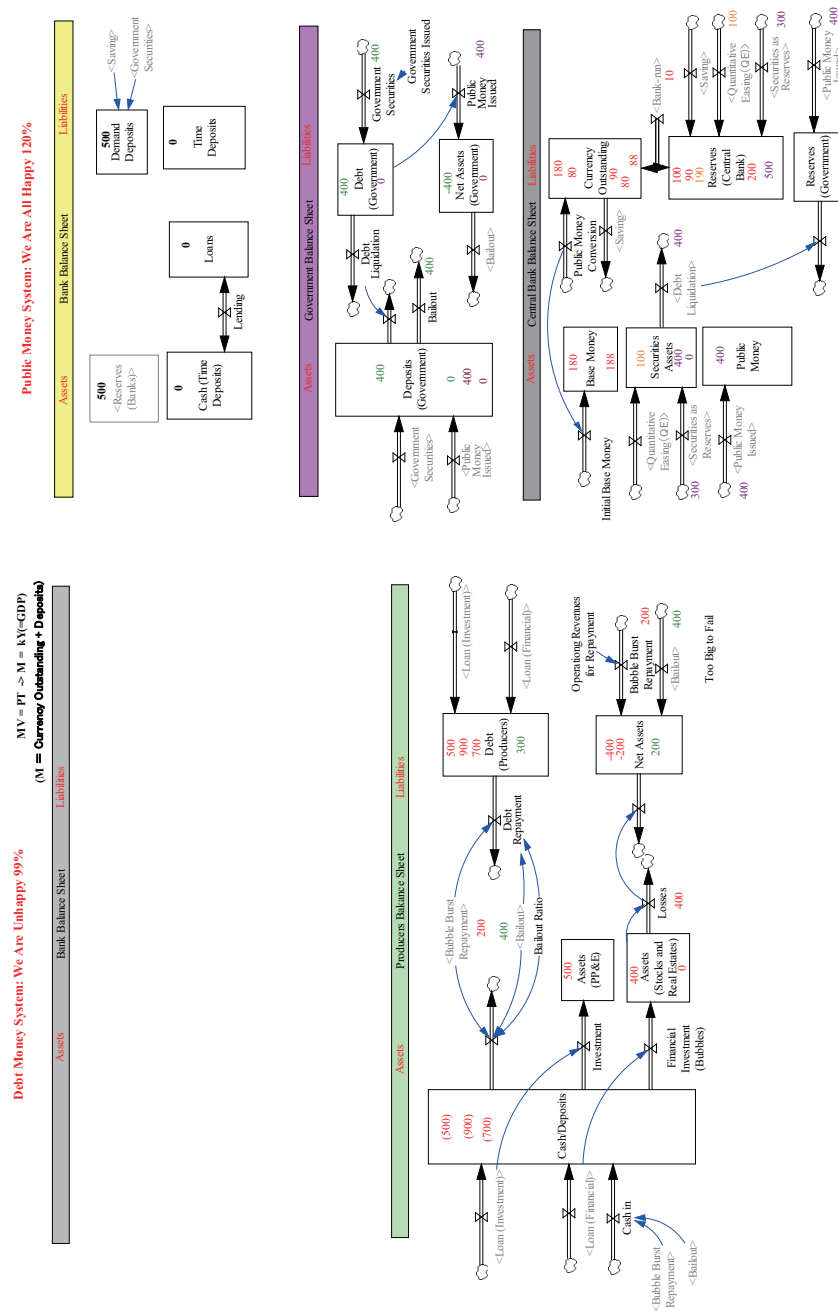 Debt Money System: We Are Unhappy 99%
MV = PT -> M = kY(=GDP)
(M = Currency Outstanding + Deposits)
Public Money System: We Are All Happy 120%
Assets
Bank Balance Sheet
Liabilities
Assets
Bank Balance Sheet
Liabilities
500
<Reserves
(Banks)>
500
Demand
Deposits
<Saving>
<Government
Securities>
0
Cash (Time
Deposits)
Lending
0
Loans
0
Time
Deposits
Assets
Government Balance Sheet
Liabilities
400
Deposits
(Government)
0
400
0
<Government
Securities>
<Public
Money
Issued>
Debt
Liquidation
400
Bailout
400
0
Debt
(Government)
400
Government
Securities
Government
Securities Issued
-400
0
Net Assets
(Government)
<Bailout>
400
Public
Money
Issued
Assets
Central Bank Balance Sheet
Liabilities
Initial Base Money
180
Base Money
188
Public Money
Conversion
<Saving>
180
80
Currency
Outstanding
90
80
88
<Bank-run>
10
<Saving>
100
<Quantitative
Easing(QE)>
<Securities as
Reserves>
300
100
90
190
Reserves
(Central
Bank)
200
500
<Quantitative
Easing(QE)>
<Securities as
Reserves>
300
100
Securities
Assets
400
0
400
<Debt
Liquidation>
400
<Public Money
Issued>
400
Public
Money
Reserves
(Government)
400
<Public Money
Issued>
Assets
Producers Bakance Sheet
Liabilities
(500)
(900)
(700)
Cash/Deposits
<Loan
(Investment)>
<Loan (Financial)>
Cash in
<Bubble Burst
Repayment>
<Bailout>
<Bubble Burst
Repayment>
200
400
<Bailout>
Bailout Ratio
Debt
Repayment
500
900
700
Debt
(Producers)
300
<Loan (Investment)>
<Loan (Financial)>
Investment
500
Assets
(PP&E)
Financial
Investment
(Bubbles)
400
Assets
(Stocks and
Real Estates)
0
Losses
400
-400
-200
Net Assets
200
Operationg Revenues
for Repayment
Bubble Burst
Repayment
200
<Bailout>
400
Too Big to Fail